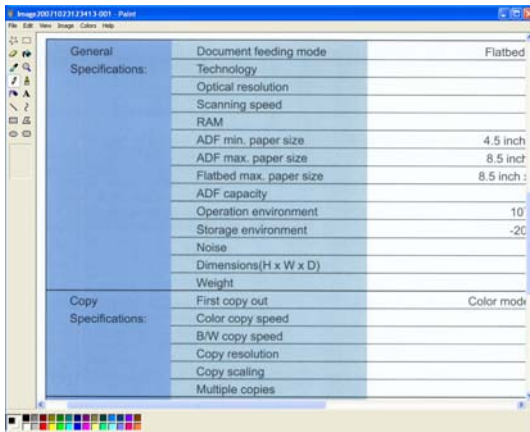 Image20071023123413-001 - Paint
File Edit View Image Colors Help
General Document feeding mode Flatbed
Specifications: Technology
Optical resolution
Scanning speed
RAM
ADF min. paper size 4.5 inch
ADF max. paper size 8.5 inch
Flatbed max. paper size 8.5 inch
ADF capacity
Operation environment 10
Storage environment -20
Noise
Dimensions(H x W x D)
Weight
Copy First copy out Color mode
Specifications: Color copy speed
B/W copy speed
Copy resolution
Copy scaling
Multiple copies